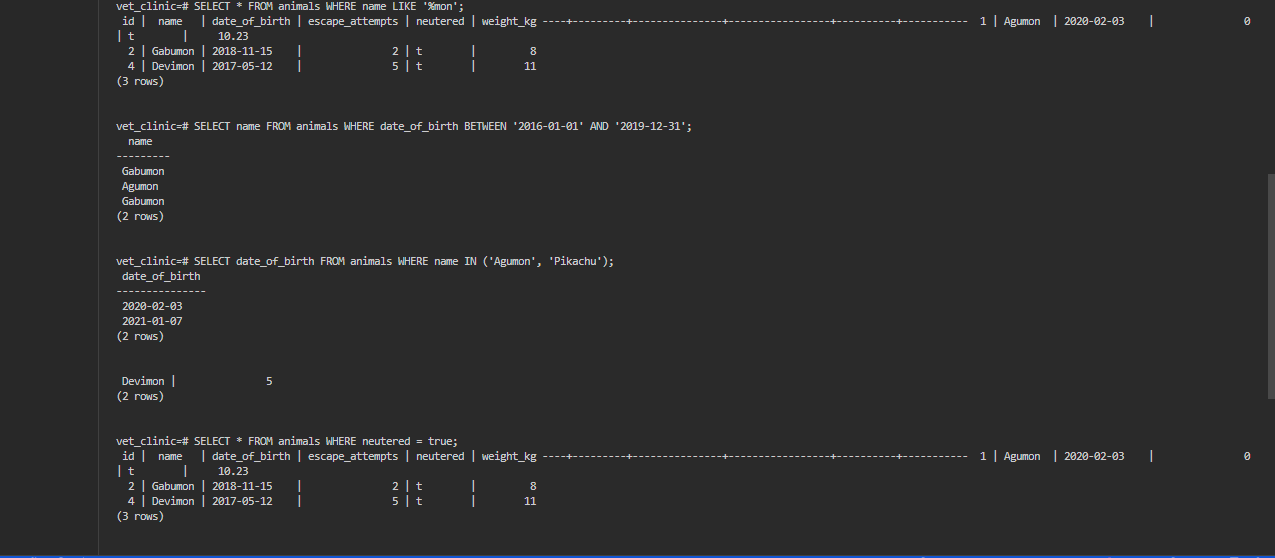 vet_clinic=# SELECT * FROM animals WHERE name LIKE '%mon';
 id |  name   | date_of_birth | escape_attempts | neutered | weight_kg ----+---------+---------------+-----------------+----------+-----------  1 | Agumon  | 2020-02-03    |               0
| t        |     10.23
  2 | Gabumon | 2018-11-15    |               2 | t        |         8
  4 | Devimon | 2017-05-12    |               5 | t        |        11
(3 rows)
vet_clinic=# SELECT name FROM animals WHERE date_of_birth BETWEEN '2016-01-01' AND '2019-12-31';
  name
---------
 Gabumon
 Agumon
 Gabumon
(2 rows)
vet_clinic=# SELECT date_of_birth FROM animals WHERE name IN ('Agumon', 'Pikachu');
 date_of_birth
---------------
 2020-02-03
 2021-01-07
(2 rows)
 Devimon |               5
(2 rows)
vet_clinic=# SELECT * FROM animals WHERE neutered = true;
 id |  name   | date_of_birth | escape_attempts | neutered | weight_kg ----+---------+---------------+-----------------+----------+-----------  1 | Agumon  | 2020-02-03    |               0
| t        |     10.23
  2 | Gabumon | 2018-11-15    |               2 | t        |         8
  4 | Devimon | 2017-05-12    |               5 | t        |        11
(3 rows)